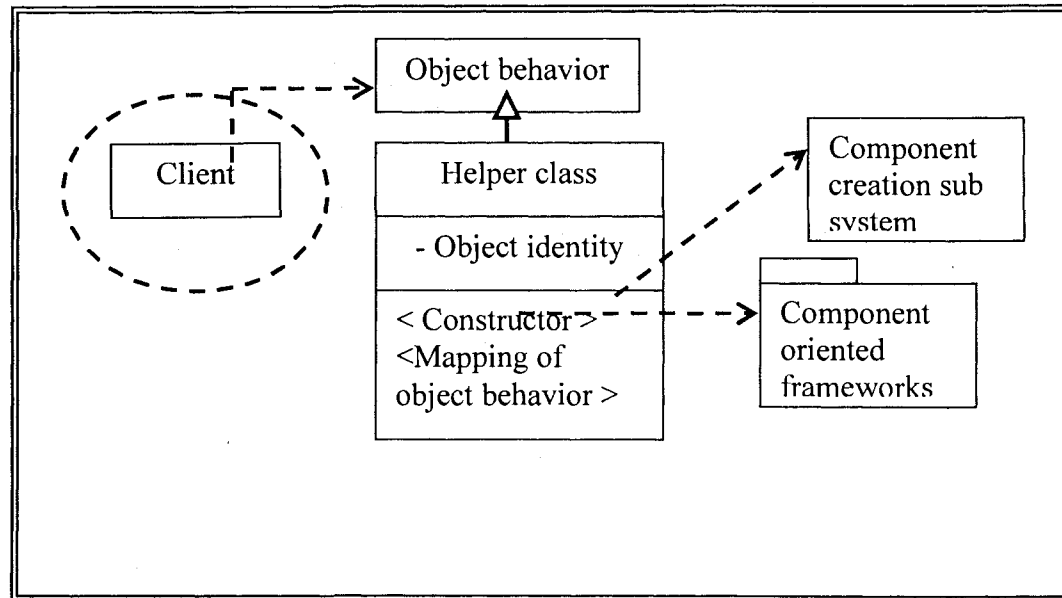 Object behavior
Client
Helper class
- Object identity
< Constructor >
<Mapping of
object behavior >
Component
creation sub
system
Component
oriented
frameworks